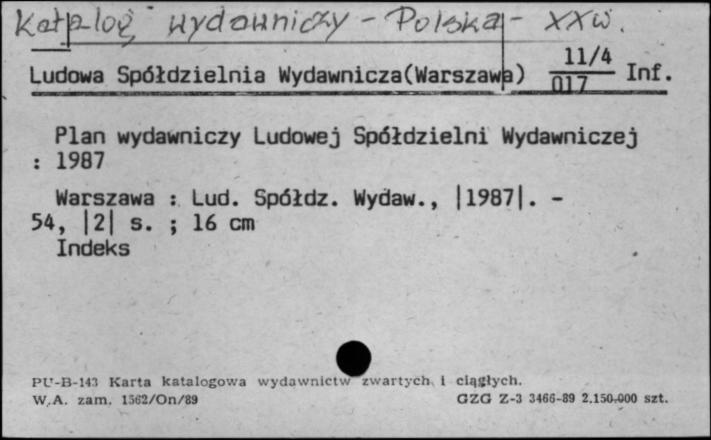 Katalog wydawniczy - Polska - XXw.
Ludowa Spółdzielnia Wydawnicza(Warszawa) 11/4 Inf.
017
Plan wydawniczy Ludowej Spółdzielni Wydawniczej
: 1987
Warszawa : Lud. Spółdz. Wydaw., |1987|. -
54, |2| s. ; 16 cm
Indeks
PU-B-143 Karta katalogowa wydawnictw zwartych i ciągłych.
W.A. zam. 1562/On/89 GZG Z-3 3466-89 2.150.000 szt.